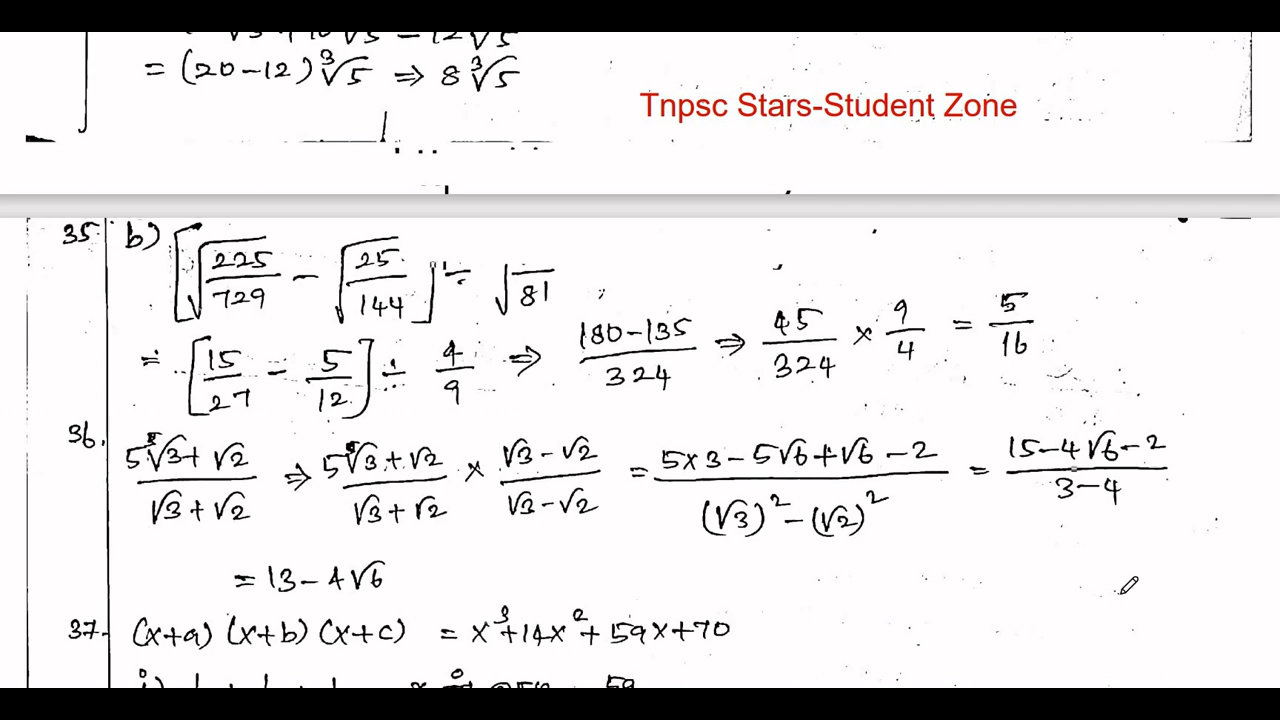 = (20-12) ∛5 ⇒ 8 ∛5
Tnpsc Stars-Student Zone
35 b) [√(225/729) - √(25/144)] ÷ √(/81)
= [15/27 - 5/12] ÷ 4/9 ⇒ (180-135)/324 ⇒ 45/324 × 9/4 = 5/16
36. (5√3+√2)/(√3+√2) ⇒ (5√3+√2)/(√3+√2) × (√3-√2)/(√3-√2) = (5×3-5√6+√6-2)/((√3)²-(√2)²) = (15-4√6-2)/(3-4)
= 13-4√6
37. (x+a) (x+b) (x+c) = x³+14x²+59x+70